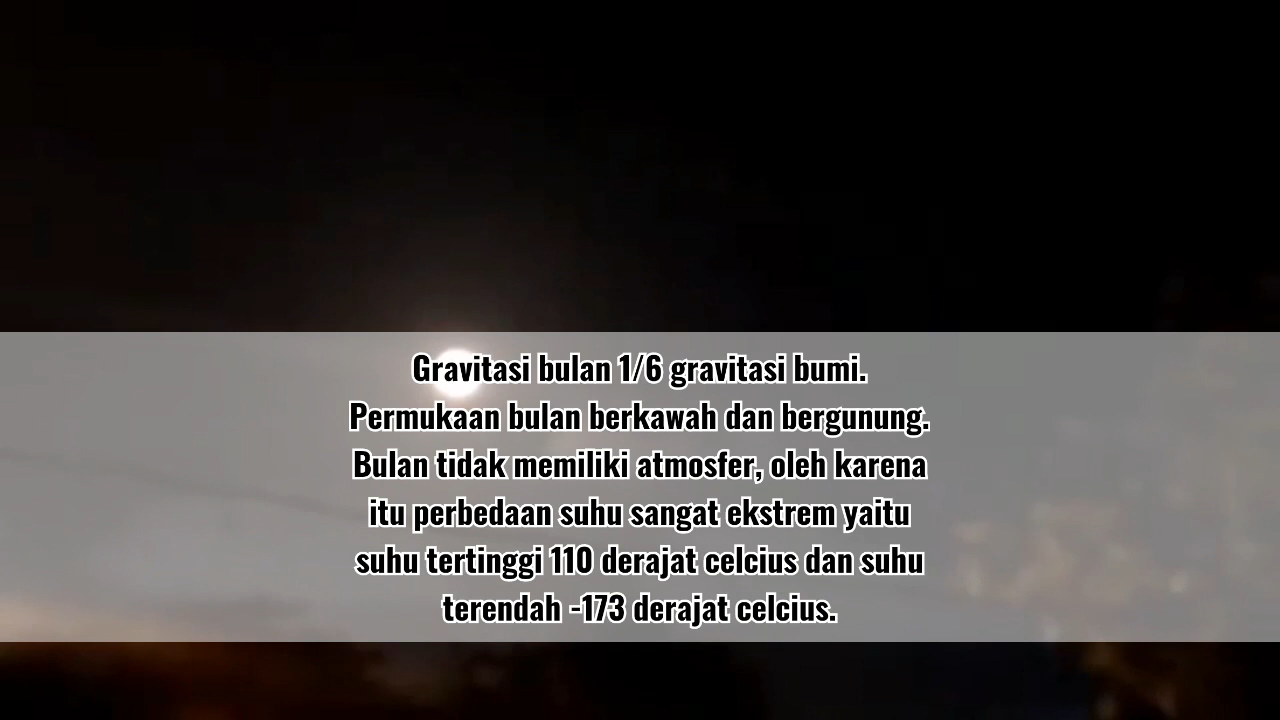 Gravitasi bulan 1/6 gravitasi bumi.
Permukaan bulan berkawah dan bergunung.
Bulan tidak memiliki atmosfer, oleh karena
itu perbedaan suhu sangat ekstrem yaitu
suhu tertinggi 110 derajat celcius dan suhu
terendah -173 derajat celcius.